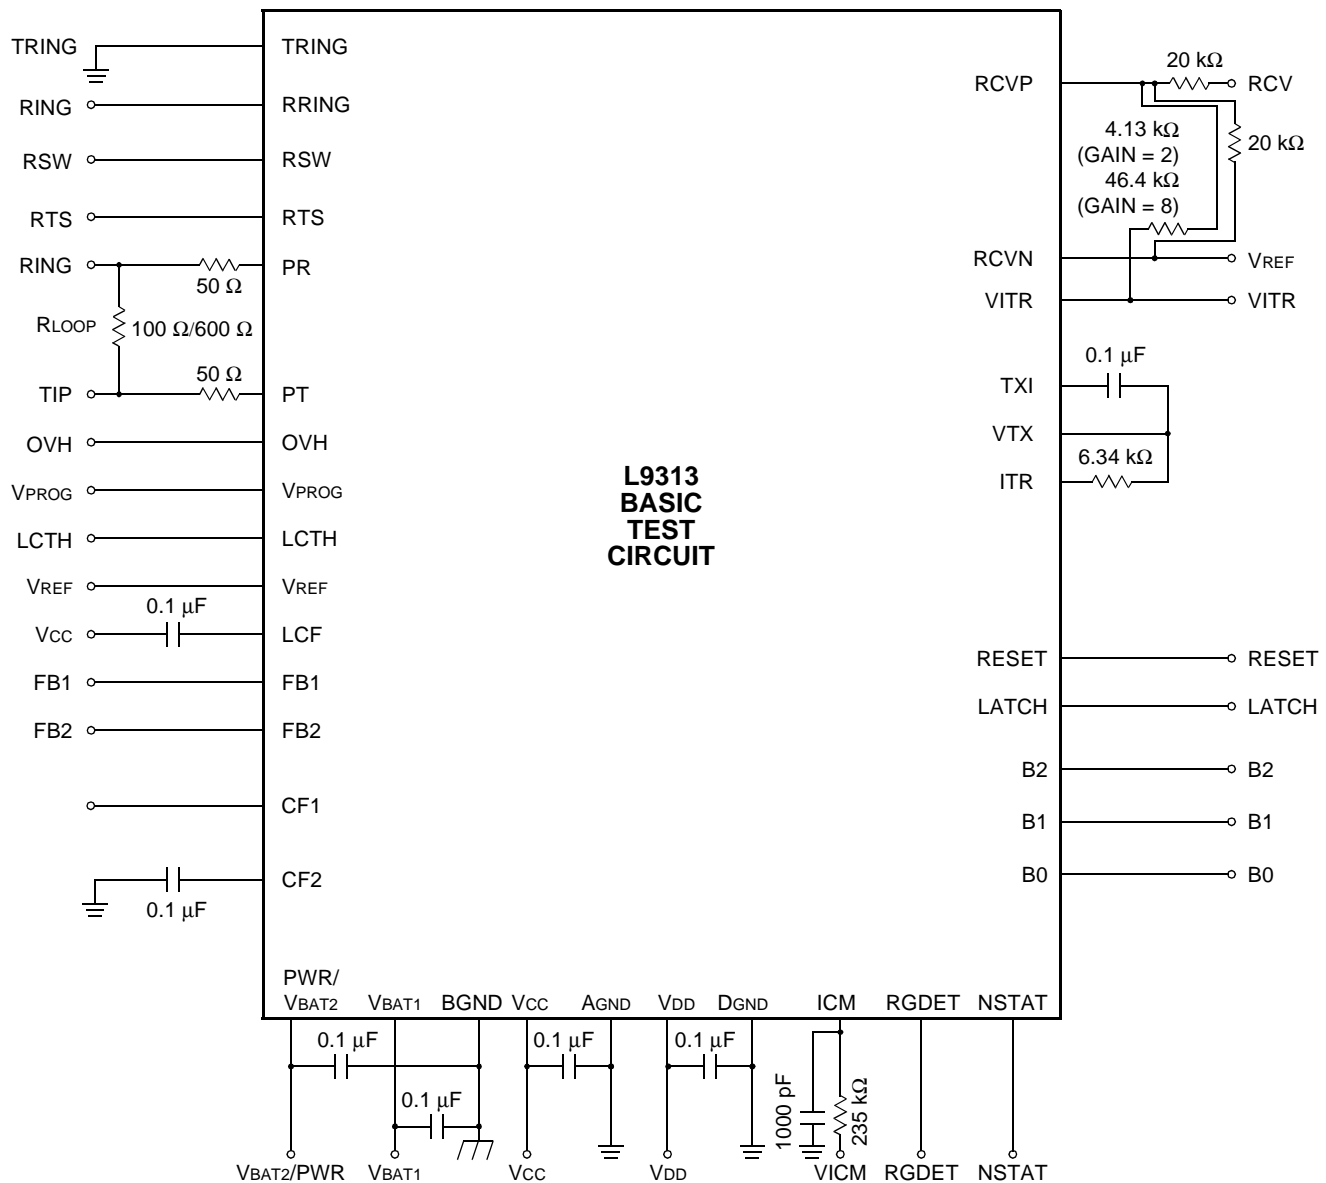 TRING TRING
RING RRING
RSW RSW
RTS RTS
RING PR
50 Ω
RLOOP 100 Ω/600 Ω
50 Ω
TIP PT
OVH OVH
VPROG VPROG
LCTH LCTH
VREF VREF
0.1 µF
VCC LCF
FB1 FB1
FB2 FB2
CF1
CF2
0.1 µF
L9313
BASIC
TEST
CIRCUIT
20 kΩ
RCVP RCV
4.13 kΩ
(GAIN = 2)
46.4 kΩ
(GAIN = 8)
20 kΩ
RCVN VREF
VITR VITR
0.1 µF
TXI
VTX
6.34 kΩ
ITR
RESET RESET
LATCH LATCH
B2 B2
B1 B1
B0 B0
PWR/
VBAT2 VBAT1 BGND VCC AGND VDD DGND ICM RGDET NSTAT
0.1 µF 0.1 µF 0.1 µF
0.1 µF
1000 pF
235 kΩ
VBAT2/PWR VBAT1 VCC VDD VICM RGDET NSTAT